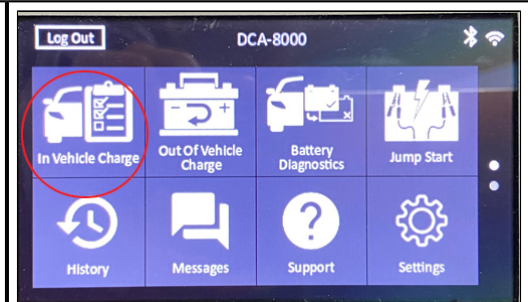 Log Out
DCA-8000
In Vehicle Charge
Out Of Vehicle
Charge
Battery
Diagnostics
Jump Start
History
Messages
Support
Settings